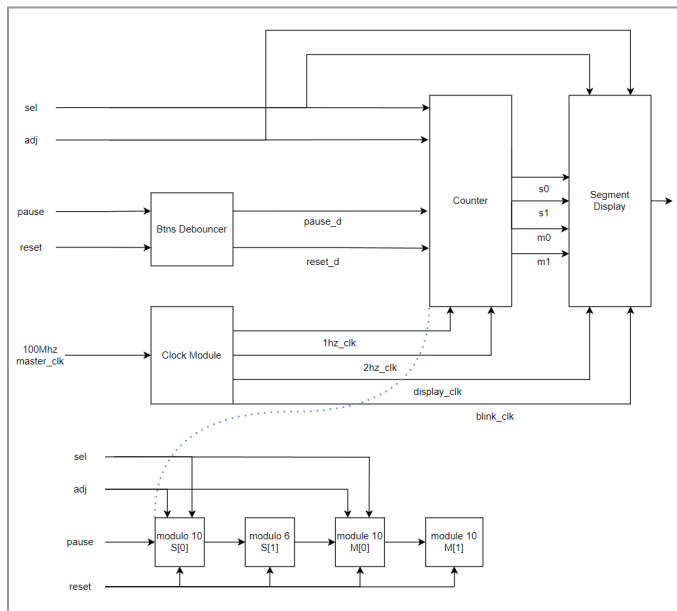 sel
adj
pause
reset
Btns Debouncer
pause_d
reset_d
Counter
s0
s1
m0
m1
Segment
Display
100Mhz
master_clk
Clock Module
1hz_clk
2hz_clk
display_clk
blink_clk
sel
adj
pause
reset
modulo 10
S[0]
modulo 6
S[1]
module 10
M[0]
module 10
M[1]